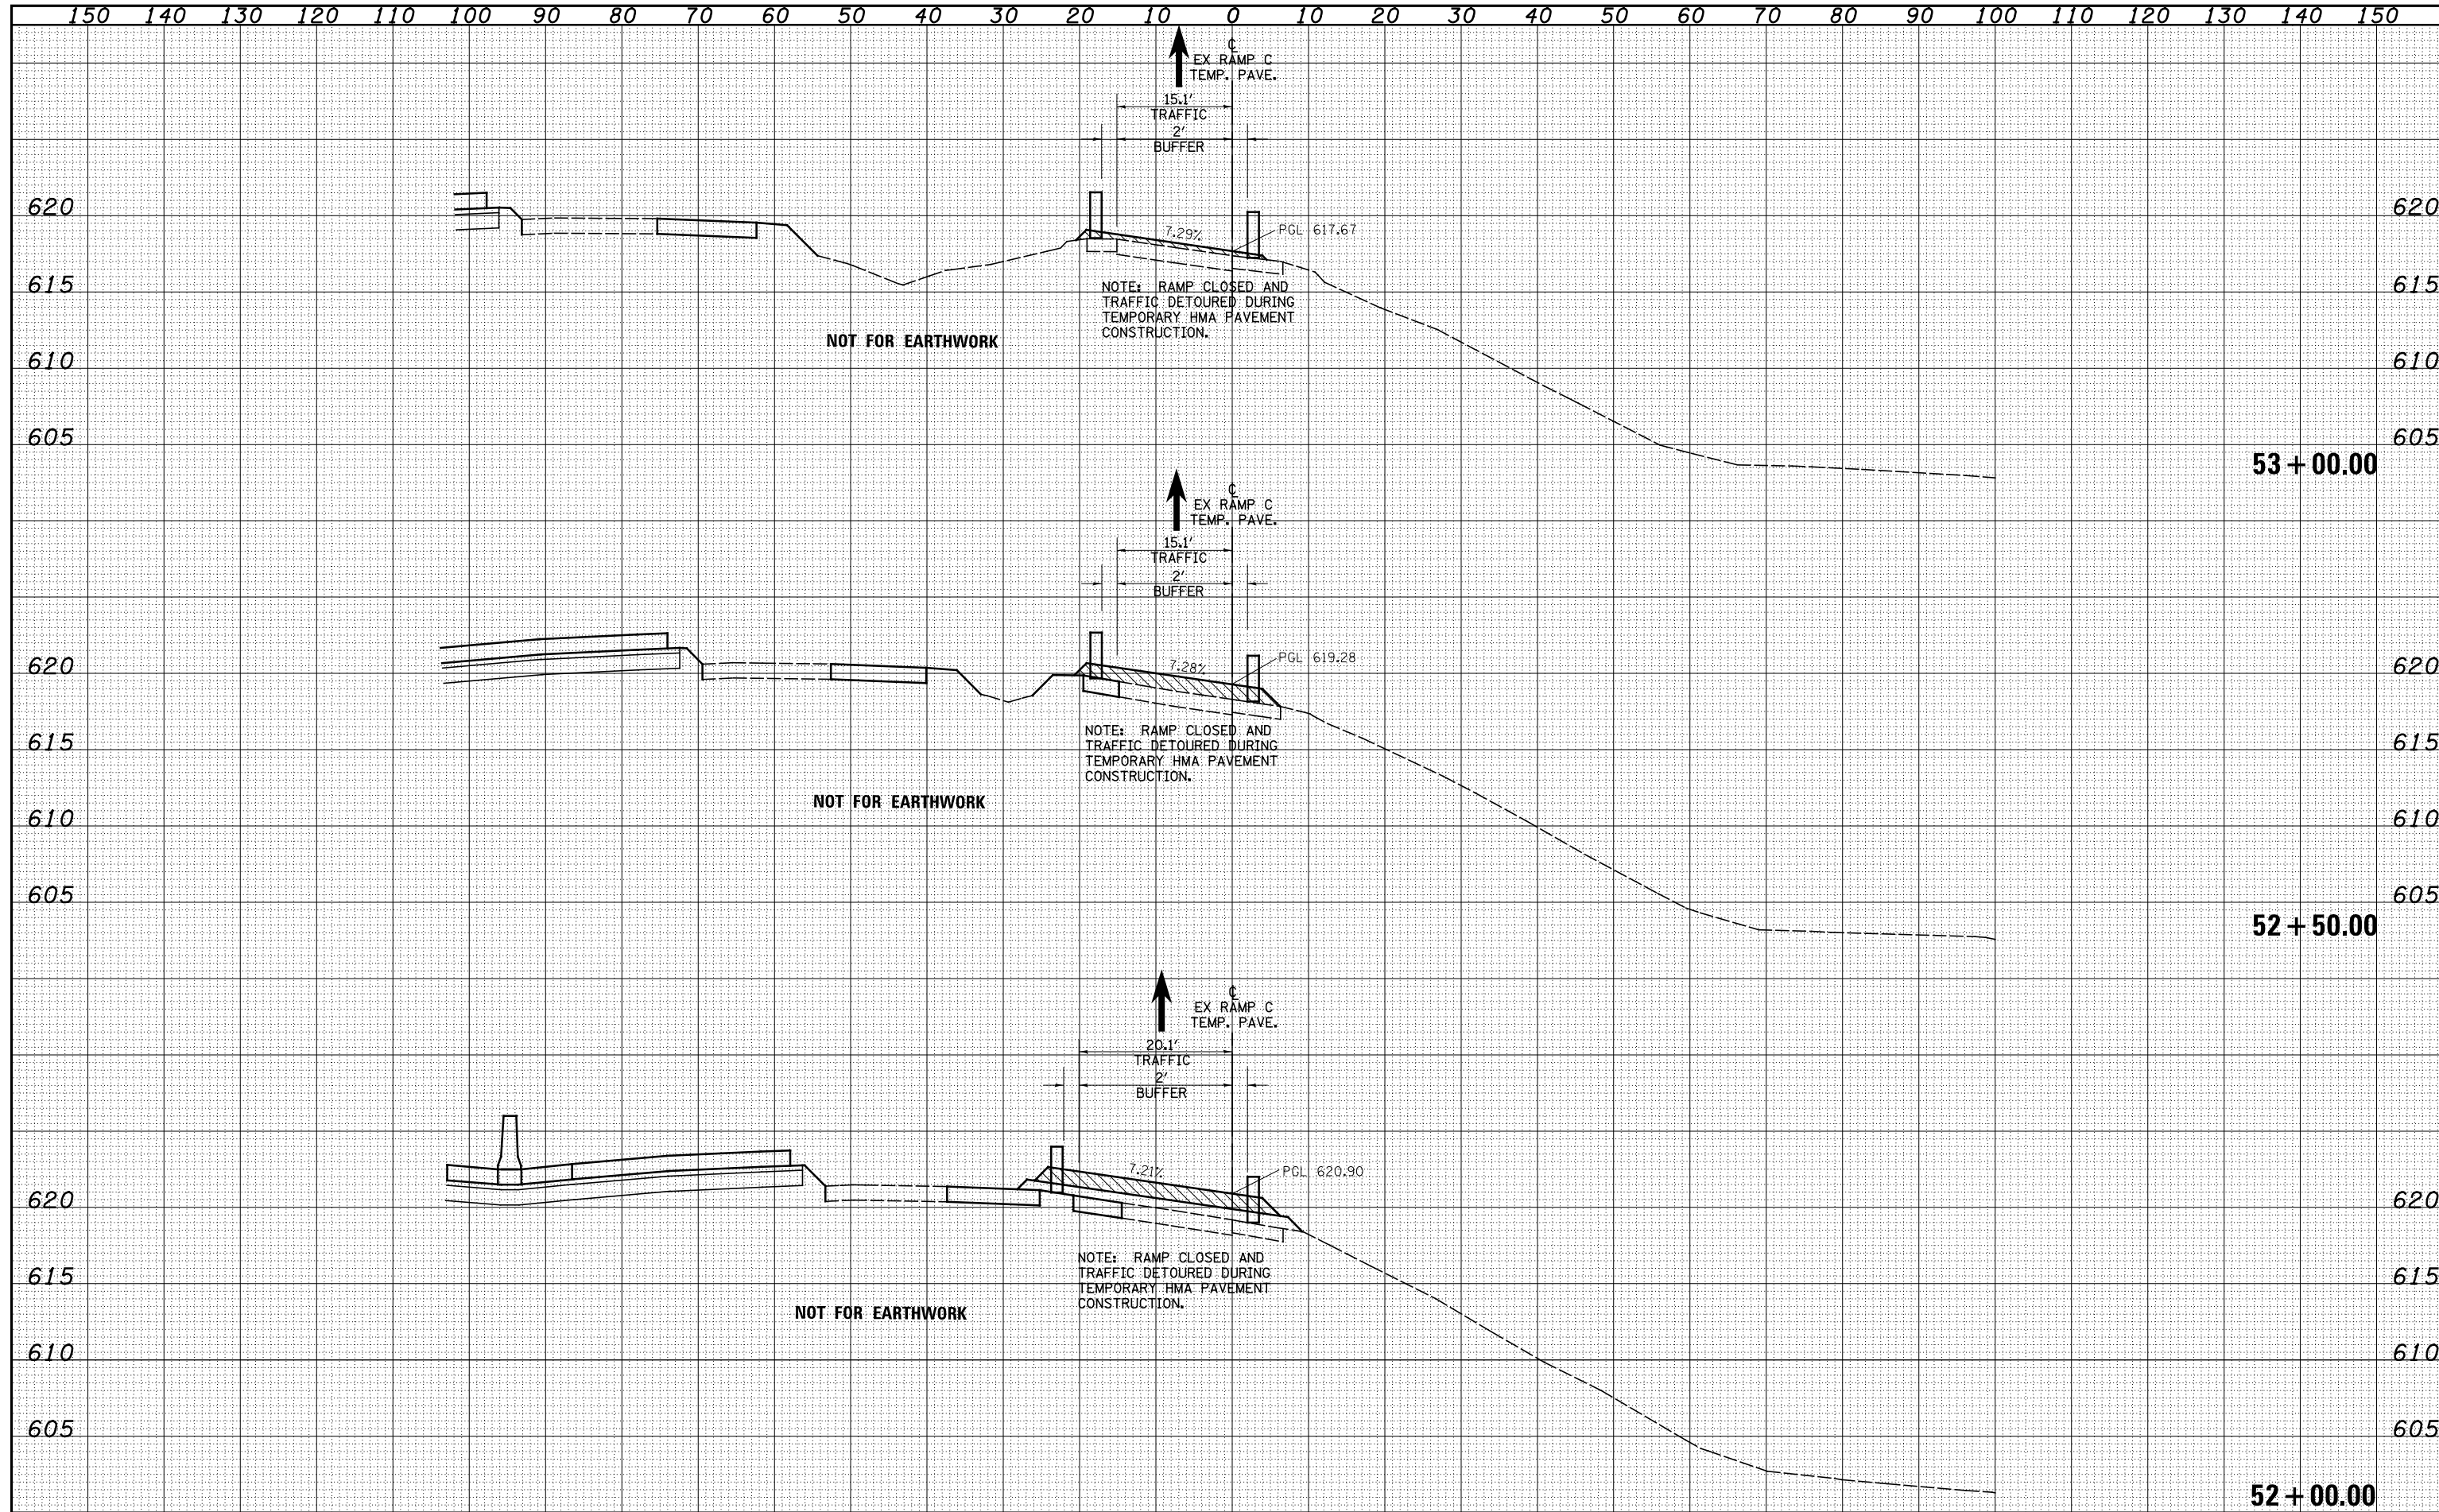 150 140 130 120 110 100 90 80 70 60 50 40 30 20 10 0 10 20 30 40 50 60 70 80 90 100 110 120 130 140 150
℄
EX RAMP C
TEMP. PAVE.
15.1'
TRAFFIC
2'
BUFFER
620 620
7.29% PGL 617.67
615 615
NOTE: RAMP CLOSED AND
TRAFFIC DETOURED DURING
TEMPORARY HMA PAVEMENT
CONSTRUCTION.
NOT FOR EARTHWORK
610 610
605 605
53+00.00
℄
EX RAMP C
TEMP. PAVE.
15.1'
TRAFFIC
2'
BUFFER
620 620
7.28% PGL 619.28
NOTE: RAMP CLOSED AND
615 615
TRAFFIC DETOURED DURING
TEMPORARY HMA PAVEMENT
CONSTRUCTION.
NOT FOR EARTHWORK
610 610
605 605
52+50.00
℄
EX RAMP C
TEMP. PAVE.
20.1'
TRAFFIC
2'
BUFFER
7.21% PGL 620.90
620 620
NOTE: RAMP CLOSED AND
TRAFFIC DETOURED DURING
615 615
TEMPORARY HMA PAVEMENT
CONSTRUCTION.
NOT FOR EARTHWORK
610 610
605 605
52+00.00